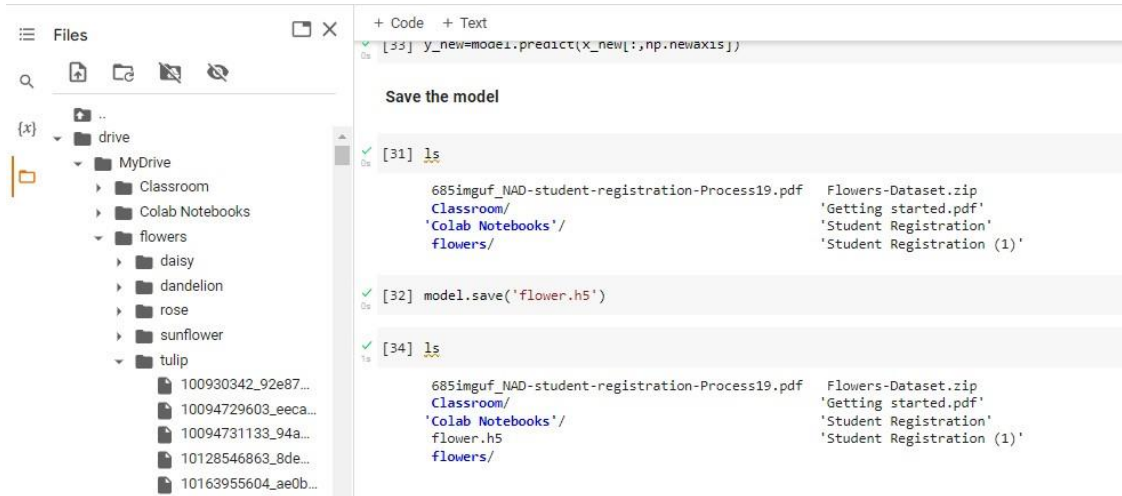 Files
..
drive
MyDrive
Classroom
Colab Notebooks
flowers
daisy
dandelion
rose
sunflower
tulip
100930342_92e87...
10094729603_eeca...
10094731133_94a...
10128546863_8de...
10163955604_ae0b...
{x}
+ Code + Text
[33] y_new=model.predict(x_new[:,np.newaxis])
0s
Save the model
[31] ls
0s
685imguf_NAD-student-registration-Process19.pdf Flowers-Dataset.zip
Classroom/ 'Getting started.pdf'
'Colab Notebooks'/ 'Student Registration'
flowers/ 'Student Registration (1)'
[32] model.save('flower.h5')
0s
[34] ls
1s
685imguf_NAD-student-registration-Process19.pdf Flowers-Dataset.zip
Classroom/ 'Getting started.pdf'
'Colab Notebooks'/ 'Student Registration'
flower.h5 'Student Registration (1)'
flowers/